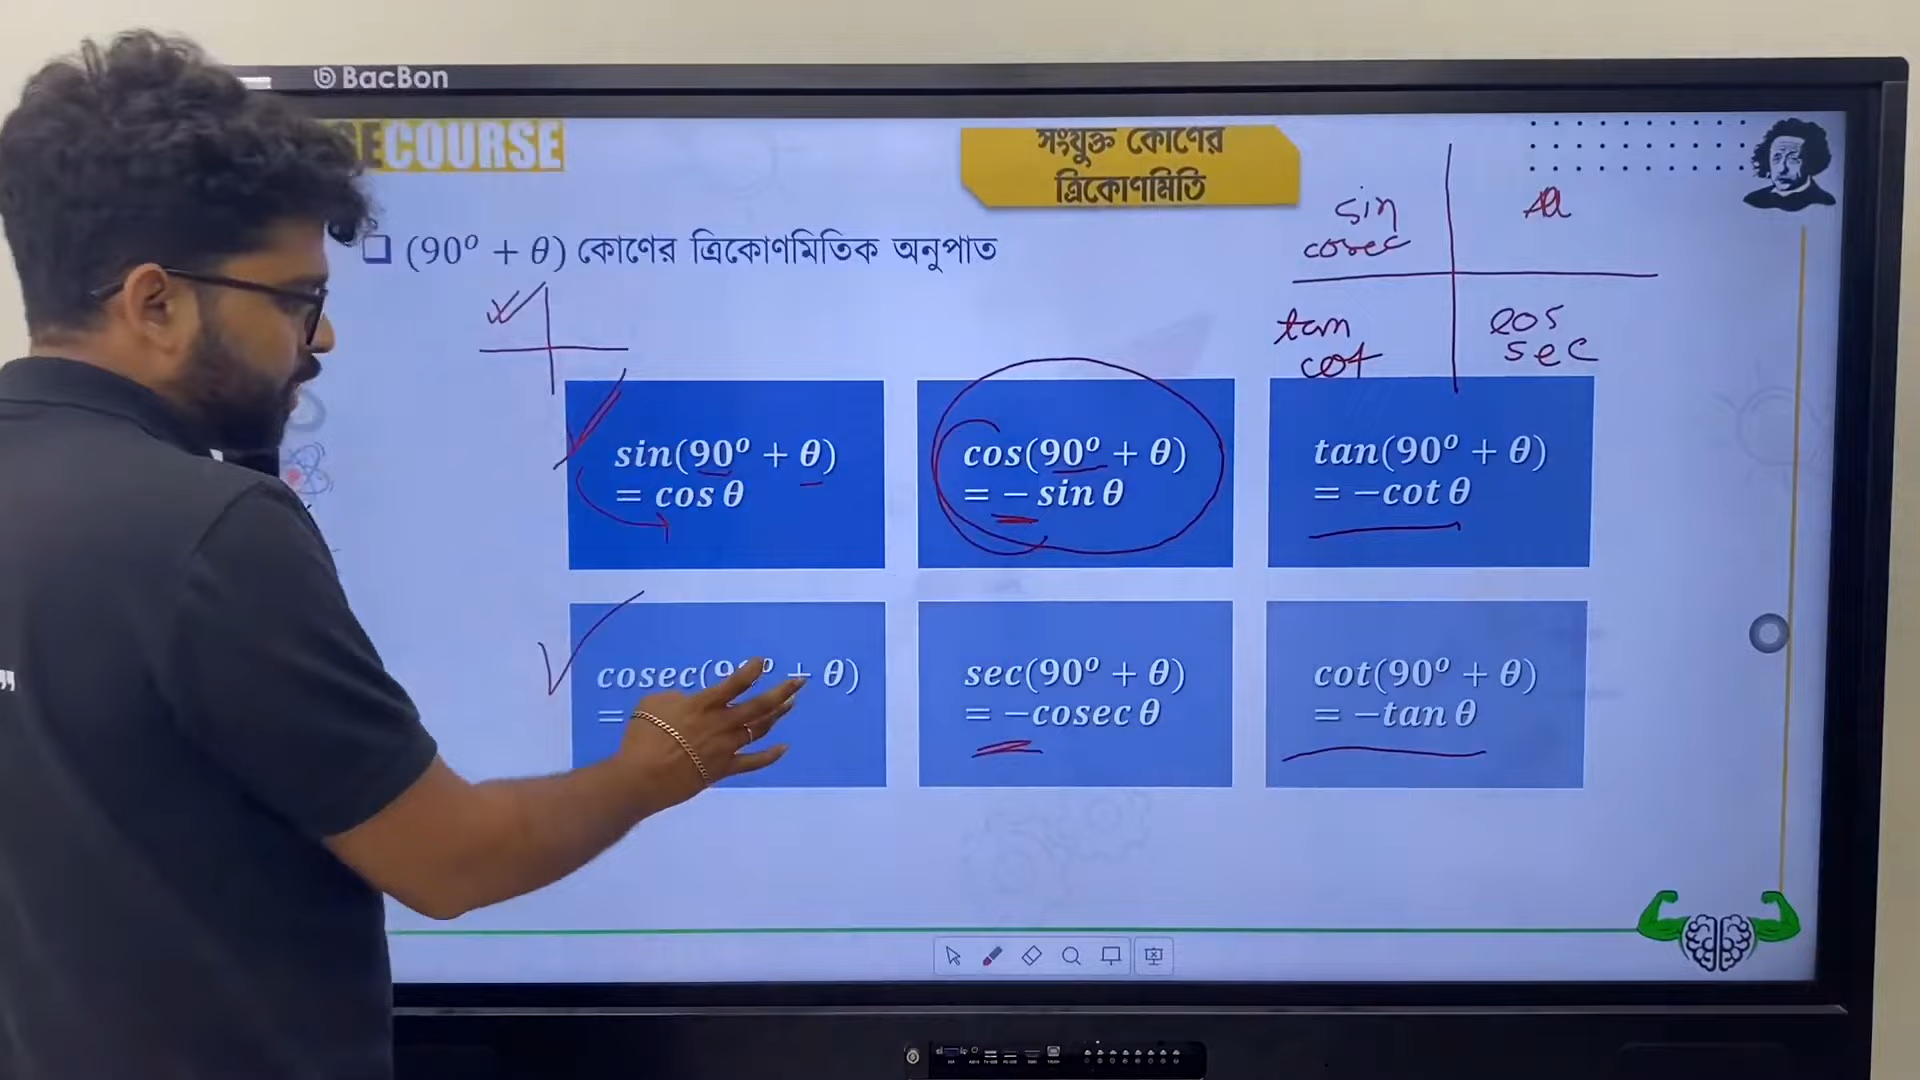 BacBon
ECOURSE
সংযুক্ত কোণের
ত্রিকোণমিতি
sin
cosec
All
tan
cot
cos
sec
(90° + θ) কোণের ত্রিকোণমিতিক অনুপাত
sin(90° + θ)
= cos θ
cos(90° + θ)
= − sin θ
tan(90° + θ)
= −cot θ
cosec(90° + θ)
=
sec(90° + θ)
= −cosec θ
cot(90° + θ)
= −tan θ